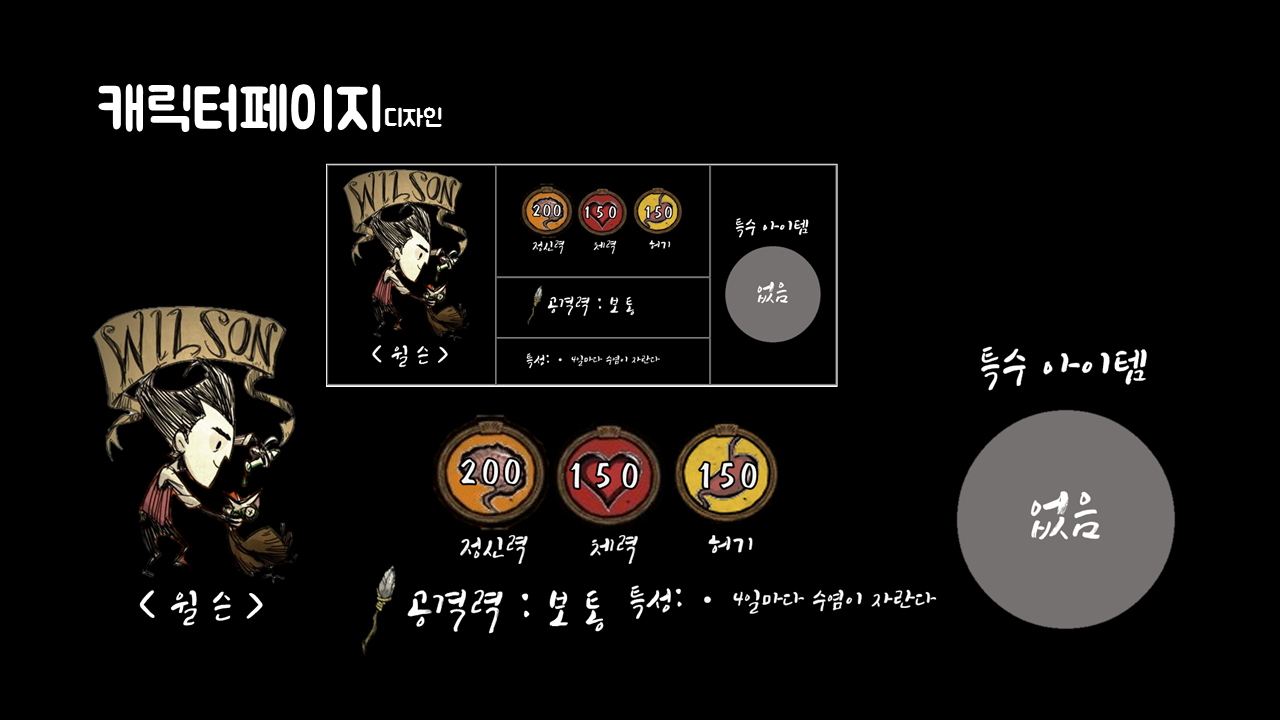 캐릭터페이지디자인
WILSON
200 150 150
정신력 체력 허기
공격력 : 보통
특성: • 4일마다 수염이 자란다
<윌슨>
특수 아이템
없음
WILSON
200 150 150
정신력 체력 허기
공격력 : 보통 특성: • 4일마다 수염이 자란다
<윌슨>
특수 아이템
없음